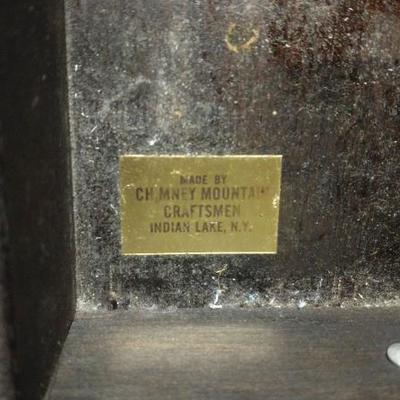 MADE BY
CHIMNEY MOUNTAIN
CRAFTSMEN
INDIAN LAKE, N.Y.